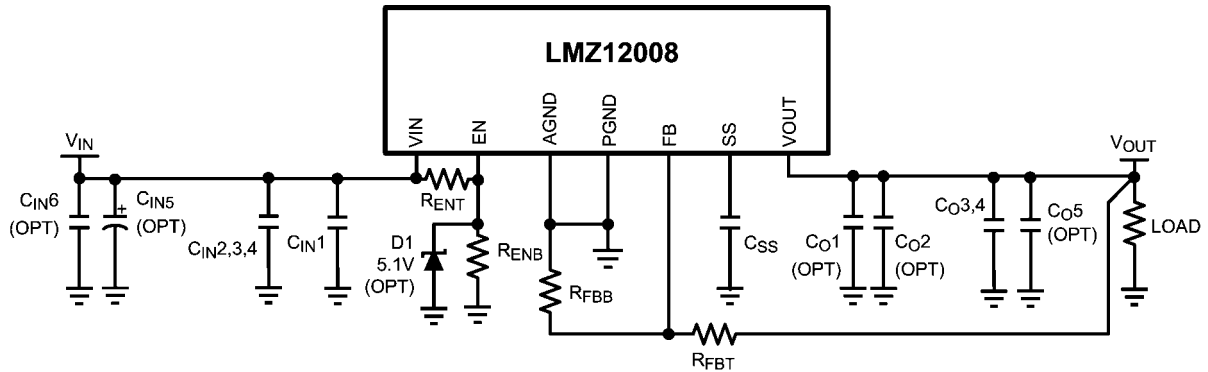 LMZ12008
VIN
EN
AGND
PGND
FB
SS
VOUT
VIN
VOUT
CIN6
(OPT)
CIN5
(OPT)
+
CIN2,3,4
CIN1
RENT
D1
5.1V
(OPT)
RENB
RFBB
CSS
CO1
(OPT)
CO2
(OPT)
CO3,4
CO5
(OPT)
LOAD
RFBT